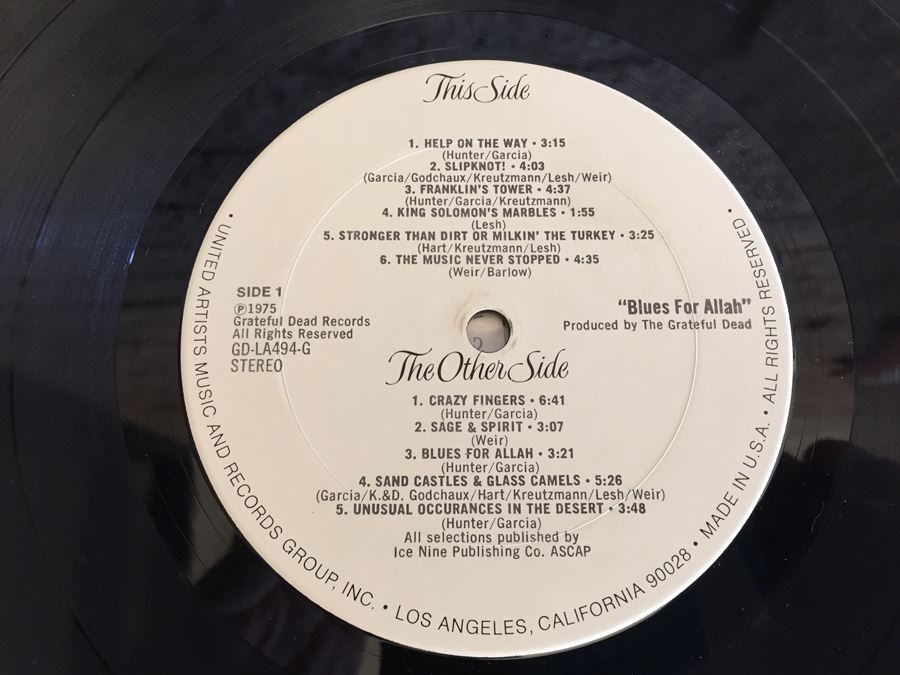 This Side
1. HELP ON THE WAY • 3:15
(Hunter/Garcia)
2. SLIPKNOT! • 4:03
(Garcia/Godchaux/Kreutzmann/Lesh/Weir)
3. FRANKLIN'S TOWER • 4:37
(Hunter/Garcia/Kreutzmann)
4. KING SOLOMON'S MARBLES • 1:55
(Lesh)
5. STRONGER THAN DIRT OR MILKIN' THE TURKEY • 3:25
(Hart/Kreutzmann/Lesh)
6. THE MUSIC NEVER STOPPED • 4:35
(Weir/Barlow)
SIDE 1
Ⓟ1975
Grateful Dead Records
All Rights Reserved
GD-LA494-G
STEREO
"Blues For Allah"
Produced by The Grateful Dead
The Other Side
1. CRAZY FINGERS • 6:41
(Hunter/Garcia)
2. SAGE & SPIRIT • 3:07
(Weir)
3. BLUES FOR ALLAH • 3:21
(Hunter/Garcia)
4. SAND CASTLES & GLASS CAMELS • 5:26
(Garcia/K.&D. Godchaux/Hart/Kreutzmann/Lesh/Weir)
5. UNUSUAL OCCURANCES IN THE DESERT • 3:48
(Hunter/Garcia)
All selections published by
Ice Nine Publishing Co. ASCAP
• UNITED ARTISTS MUSIC AND RECORDS GROUP, INC. • LOS ANGELES, CALIFORNIA 90028 • MADE IN U.S.A. • ALL RIGHTS RESERVED •